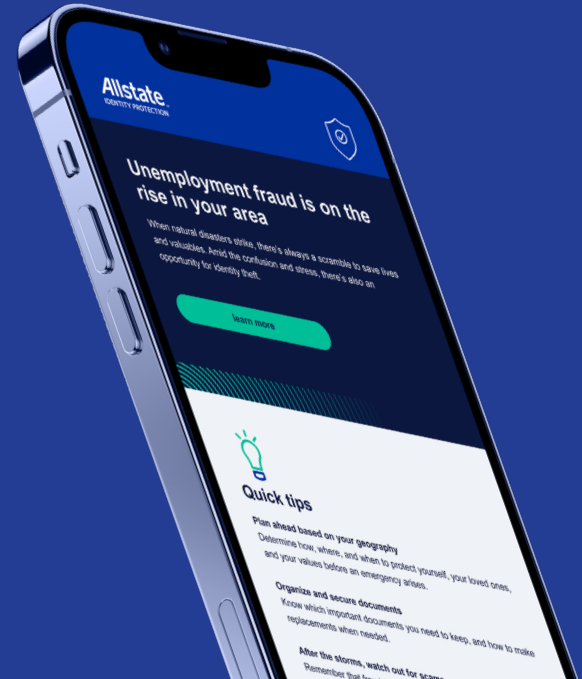 Allstate
IDENTITY PROTECTION
Unemployment fraud is on the
rise in your area
When natural disasters strike, there's always a scramble to save lives
and valuables. Amid the confusion and stress, there's also an
opportunity for identity theft.
learn more
Quick tips
Plan ahead based on your geography
Determine how, where, and when to protect yourself, your loved ones,
and your values before an emergency arises.
Organize and secure documents
Know which important documents you need to keep, and how to make
replacements when needed.
After the storms, watch out for
Remember that